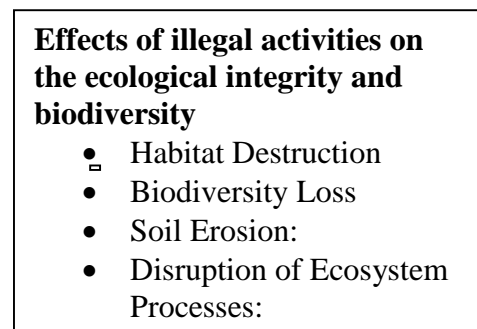 Effects of illegal activities on
the ecological integrity and
biodiversity
• Habitat Destruction
• Biodiversity Loss
• Soil Erosion:
• Disruption of Ecosystem
Processes: